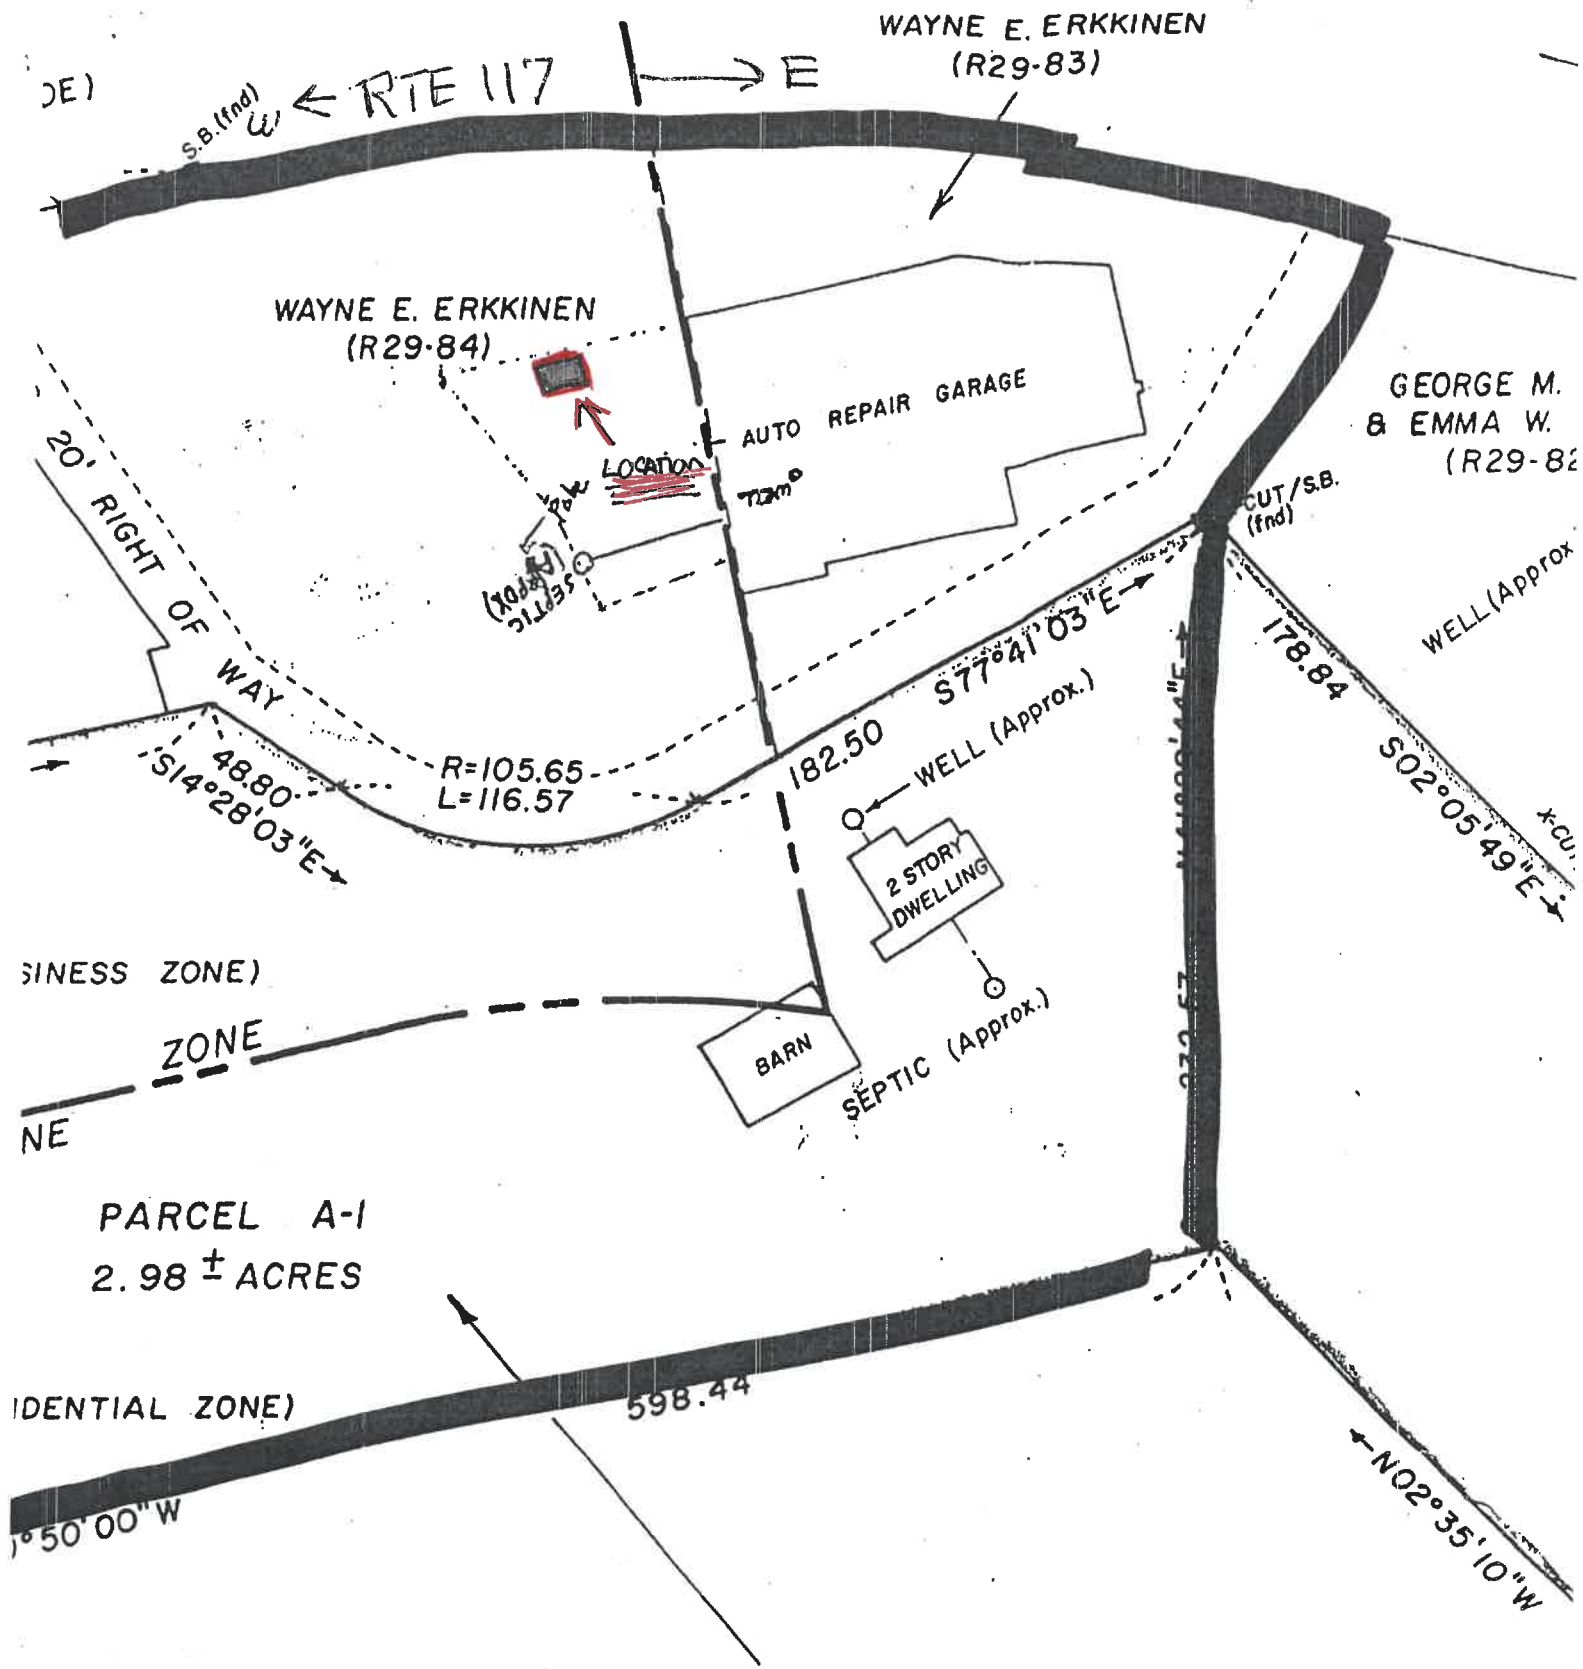 WAYNE E. ERKKINEN
(R29-83)
DE)
S.B.(fnd)
W ← RTE 117
→ E
WAYNE E. ERKKINEN
(R29-84)
GEORGE M.
& EMMA W.
(R29-82
AUTO REPAIR GARAGE
LOCATION
WELL
Pole
SEPTIC
(APPOX)
20' RIGHT OF WAY
CUT/S.B.
(fnd)
WELL (Approx
178.84
S02°05'49"E
S77°41'03"E
182.50
WELL (Approx.)
R=105.65
L=116.57
48.80
S14°28'03"E
2 STORY
DWELLING
SINESS ZONE)
ZONE
NE
BARN
SEPTIC (Approx.)
PARCEL A-1
2.98 ± ACRES
IDENTIAL ZONE)
598.44
°50'00"W
N02°35'10"W